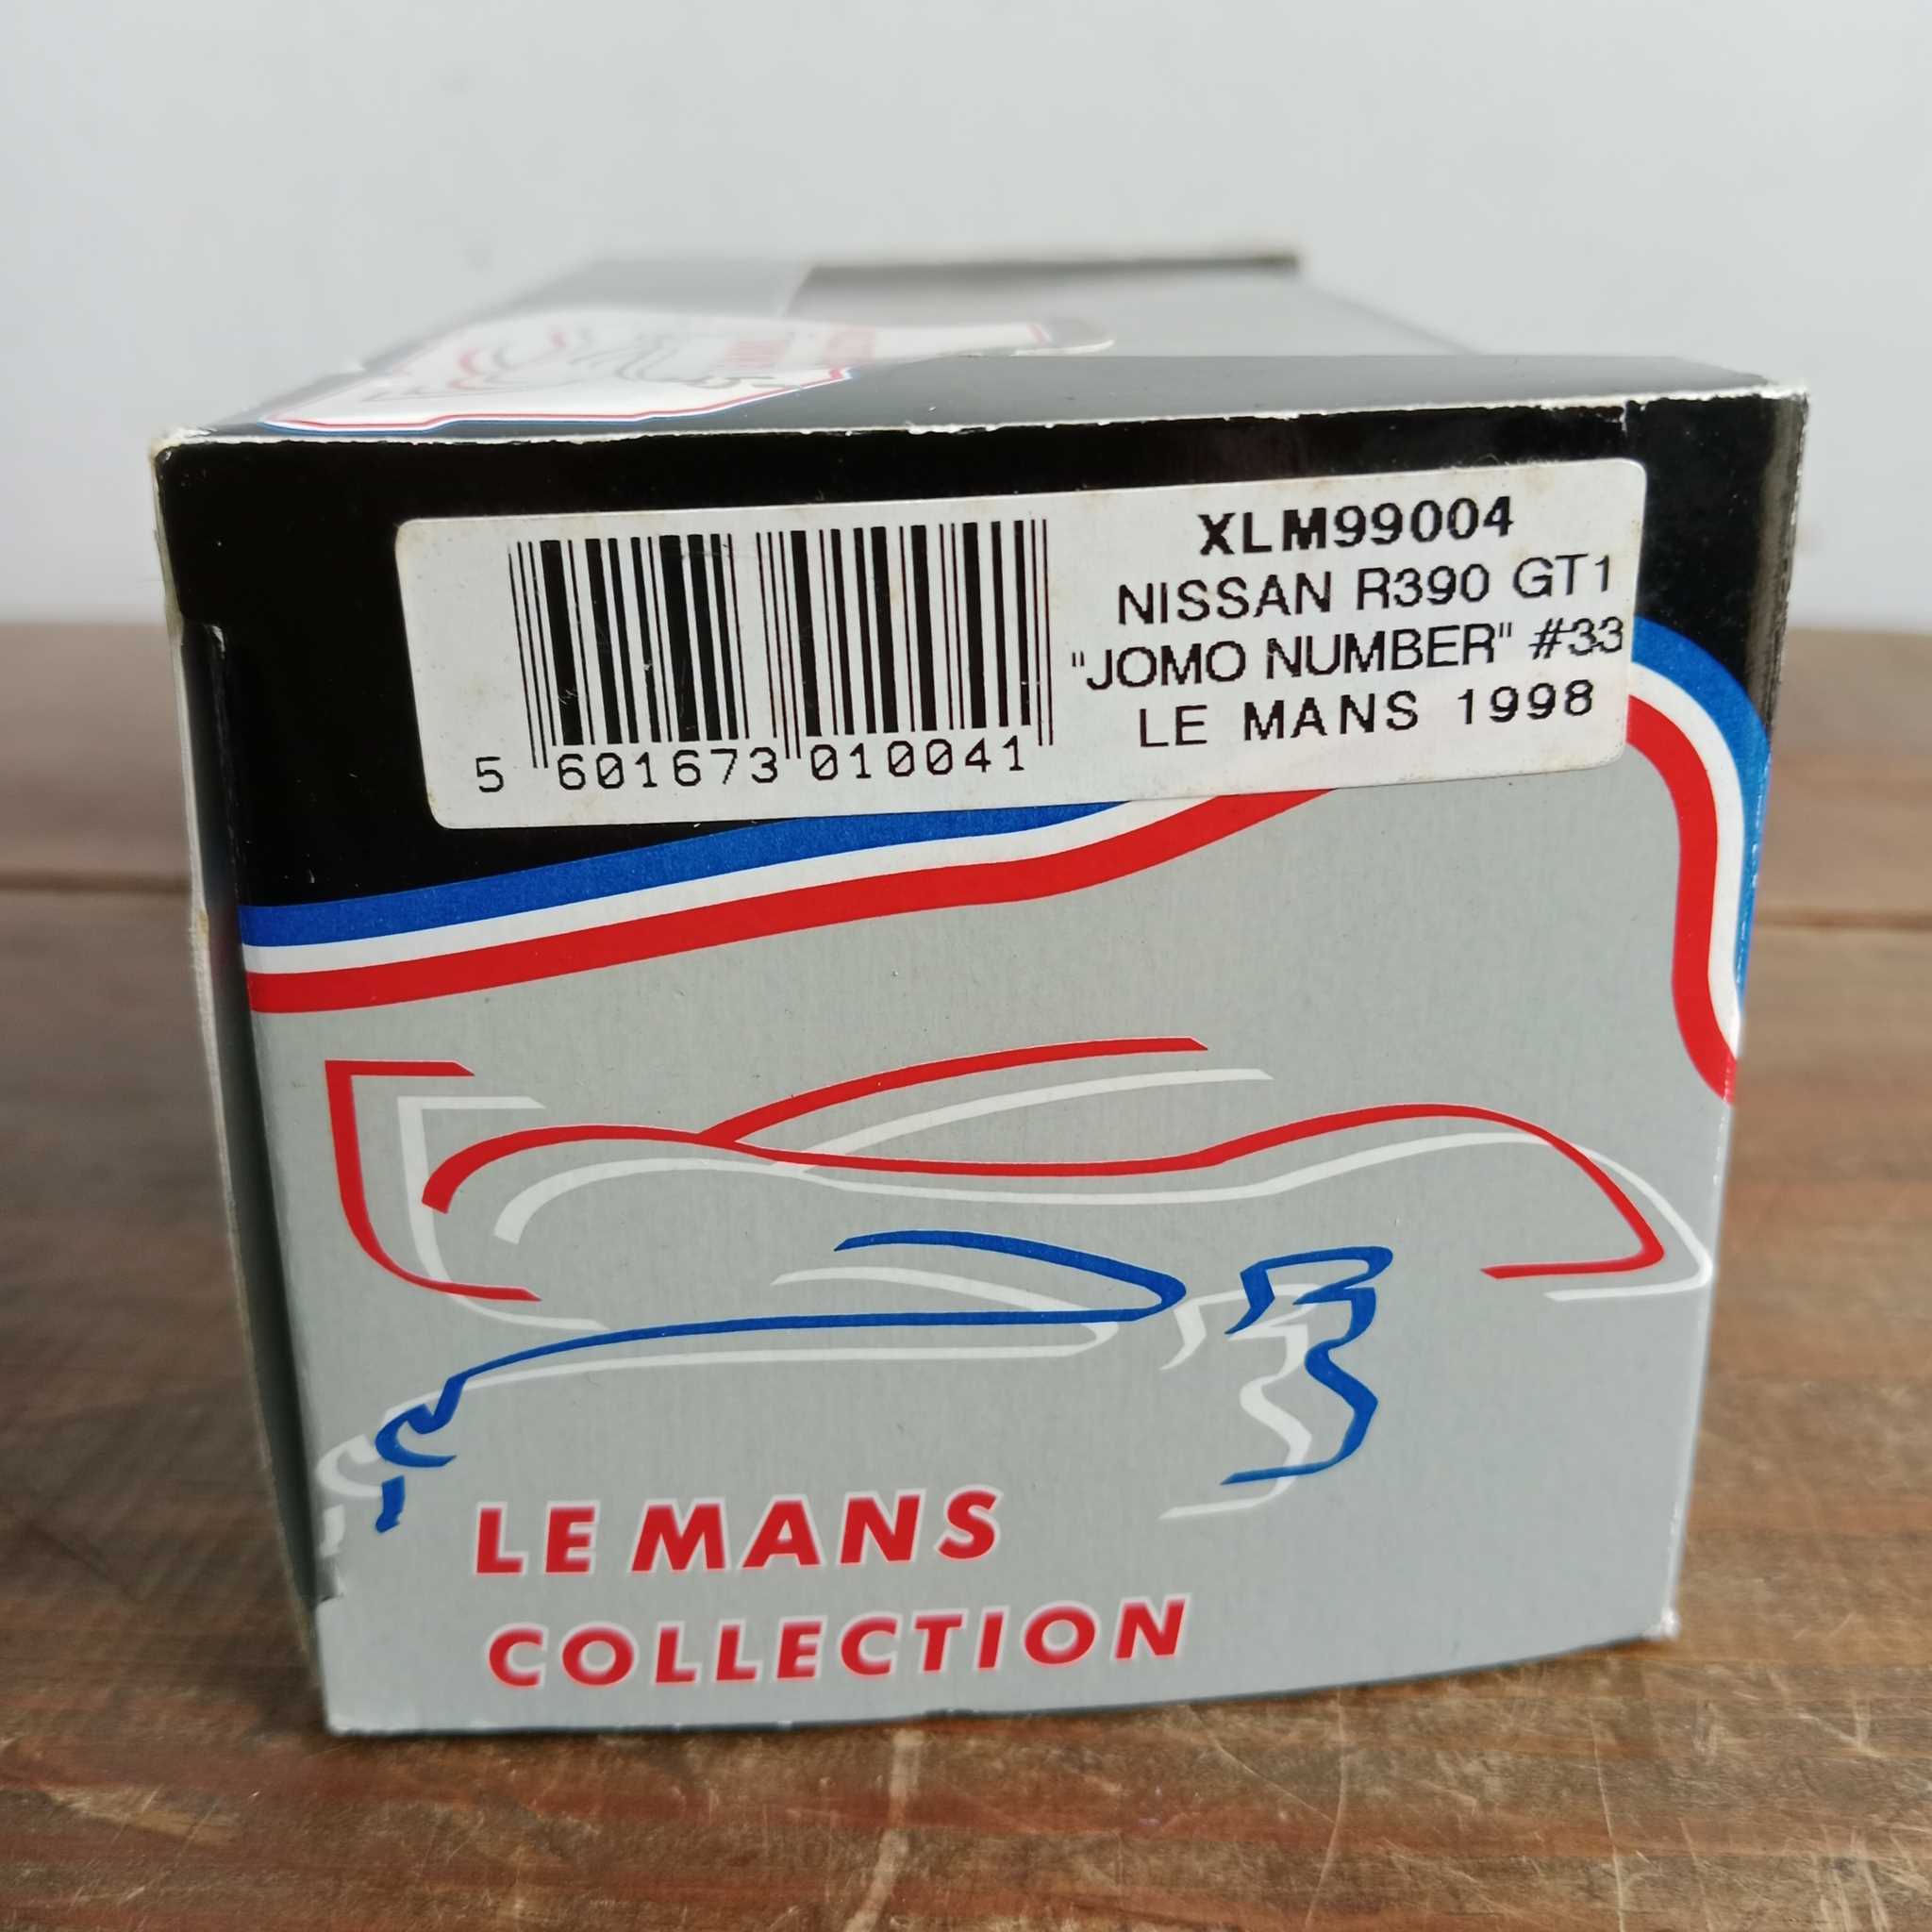 XLM99004
NISSAN R390 GT1
"JOMO NUMBER" #33
LE MANS 1998
5 601673 010041
LE MANS
COLLECTION